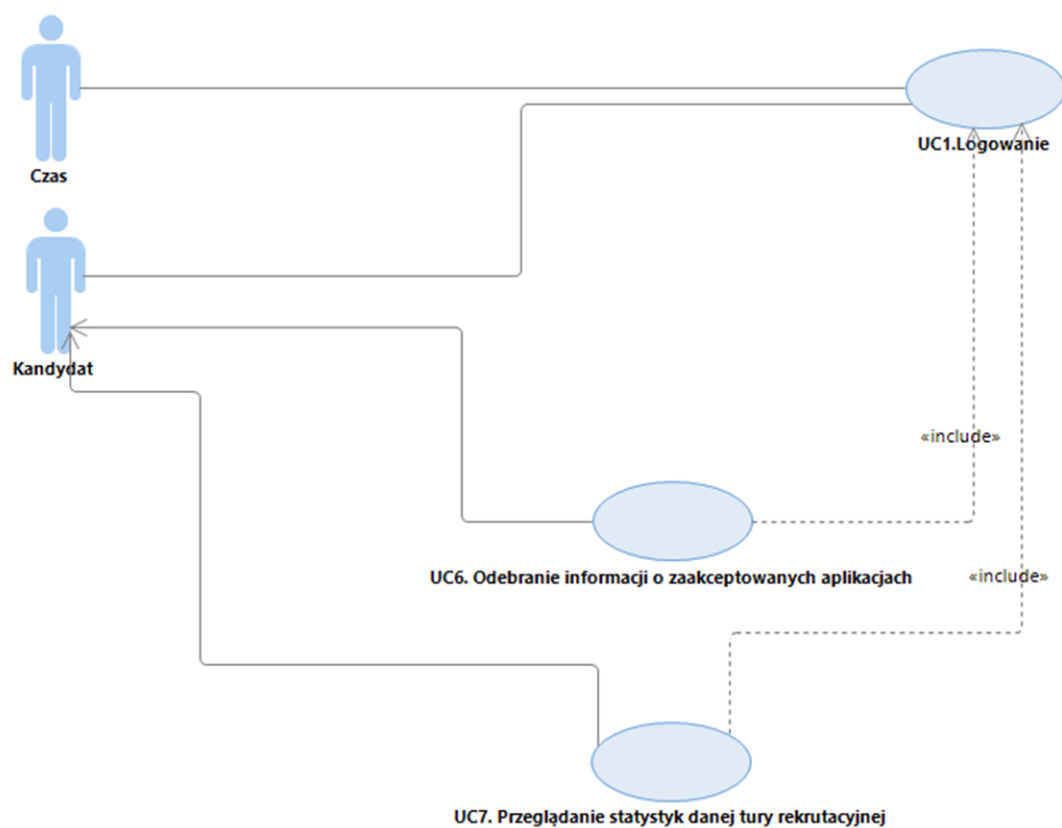 Czas
UC1.Logowanie
Kandydat
«include»
UC6. Odebranie informacji o zaakceptowanych aplikacjach
«include»
UC7. Przeglądanie statystyk danej tury rekrutacyjnej